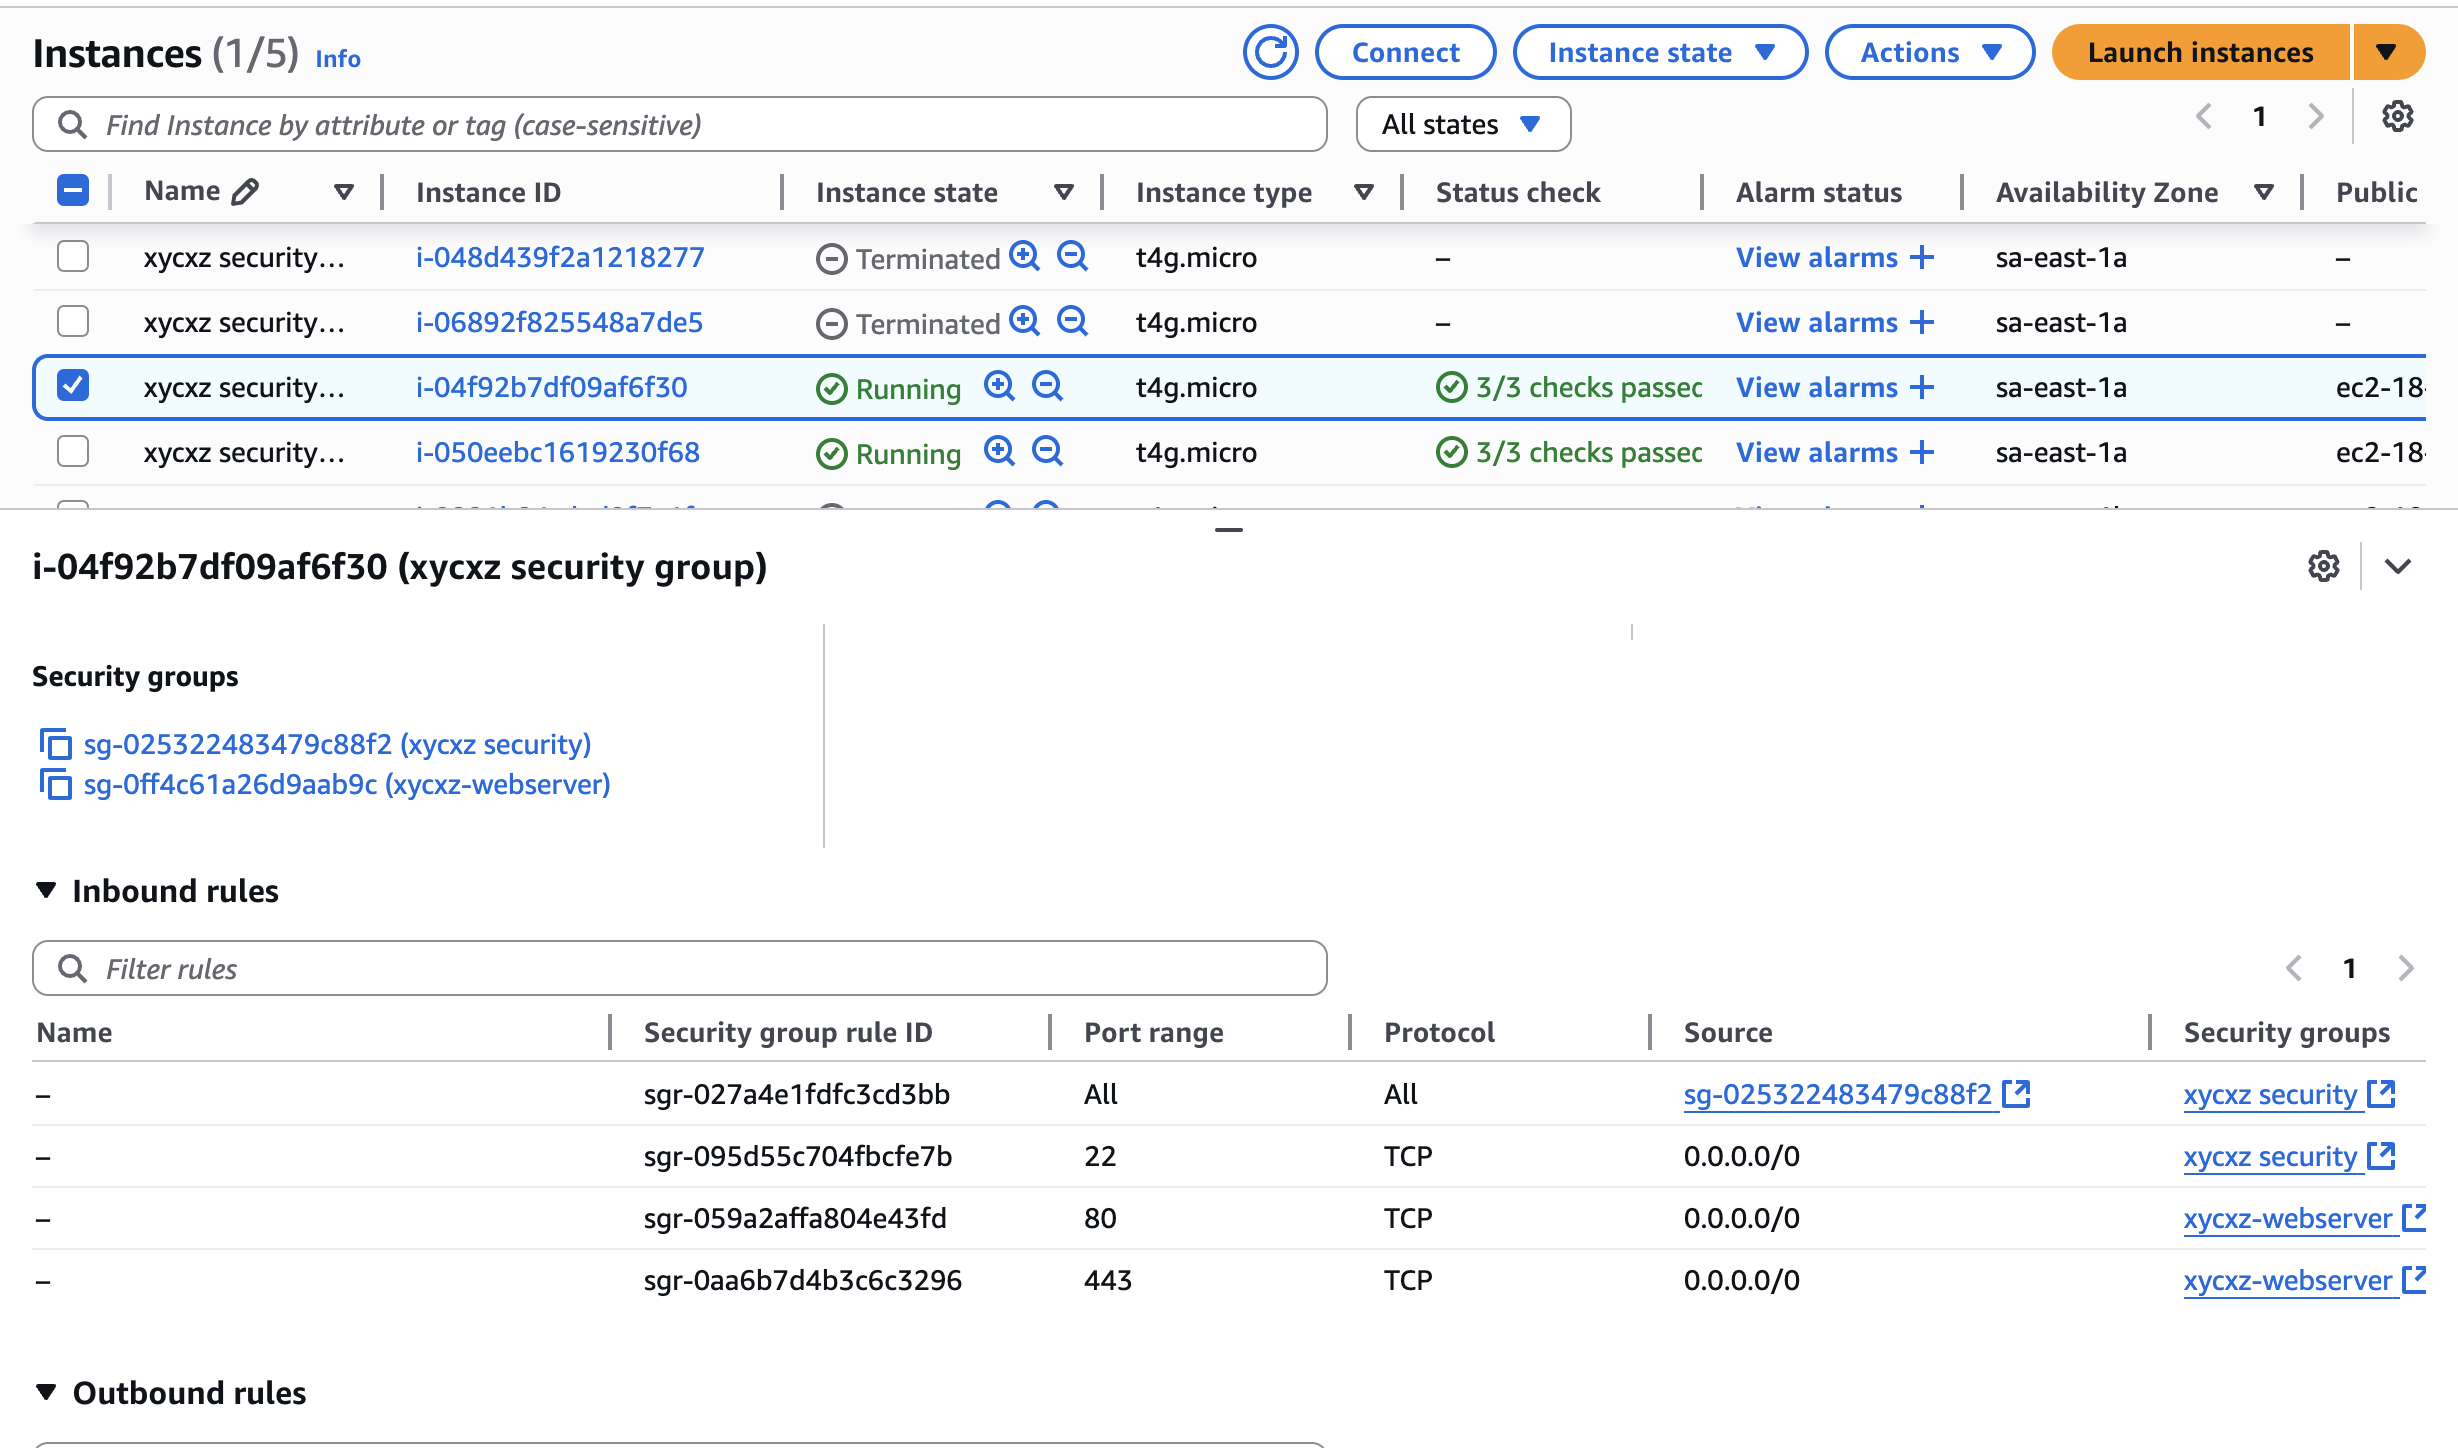 Instances (1/5) Info Connect Instance state Actions Launch instances
Find Instance by attribute or tag (case-sensitive) All states 1
Name Instance ID Instance state Instance type Status check Alarm status Availability Zone Public
xycxz security... i-048d439f2a1218277 Terminated t4g.micro – View alarms + sa-east-1a –
xycxz security... i-06892f825548a7de5 Terminated t4g.micro – View alarms + sa-east-1a –
xycxz security... i-04f92b7df09af6f30 Running t4g.micro 3/3 checks passed View alarms + sa-east-1a ec2-18-
xycxz security... i-050eebc1619230f68 Running t4g.micro 3/3 checks passed View alarms + sa-east-1a ec2-18-
i-04f92b7df09af6f30 (xycxz security group)
Security groups
sg-025322483479c88f2 (xycxz security)
sg-0ff4c61a26d9aab9c (xycxz-webserver)
Inbound rules
Filter rules 1
Name Security group rule ID Port range Protocol Source Security groups
– sgr-027a4e1fdfc3cd3bb All All sg-025322483479c88f2 xycxz security
– sgr-095d55c704fbcfe7b 22 TCP 0.0.0.0/0 xycxz security
– sgr-059a2affa804e43fd 80 TCP 0.0.0.0/0 xycxz-webserver
– sgr-0aa6b7d4b3c6c3296 443 TCP 0.0.0.0/0 xycxz-webserver
Outbound rules